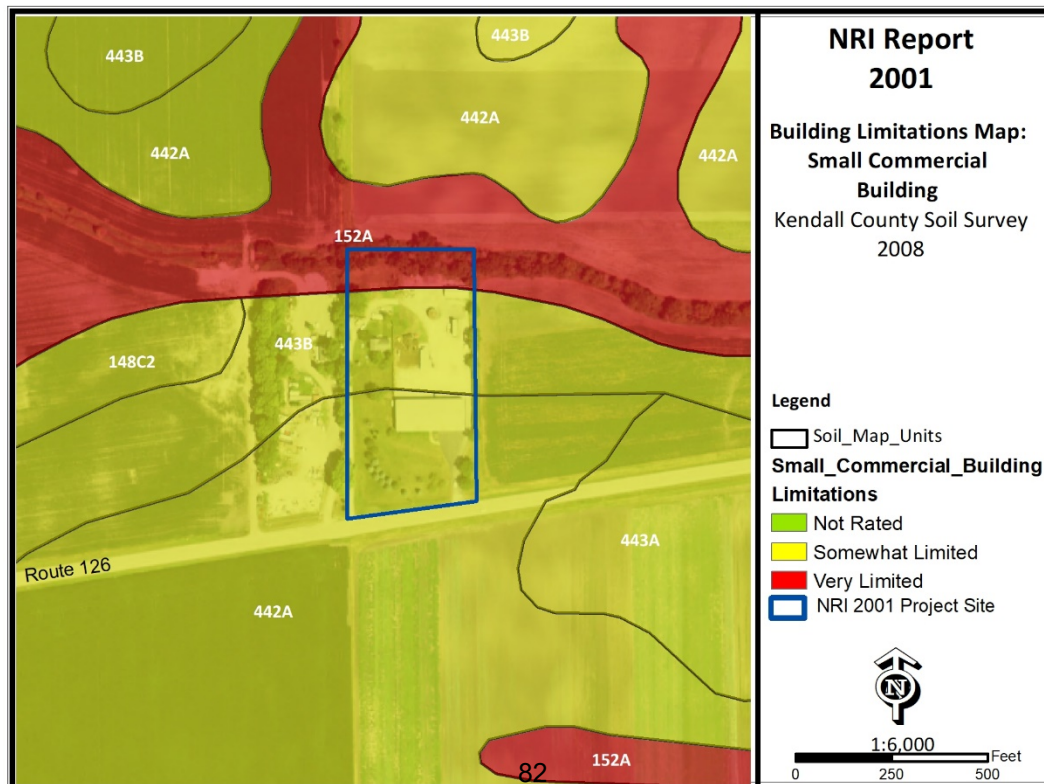 443B
443B
442A
442A
442A
152A
148C2
443B
443A
Route 126
442A
152A
82
NRI Report
2001
Building Limitations Map:
Small Commercial
Building
Kendall County Soil Survey
2008
Legend
Soil_Map_Units
Small_Commercial_Building
Limitations
Not Rated
Somewhat Limited
Very Limited
NRI 2001 Project Site
N
1:6,000
Feet
0 250 500